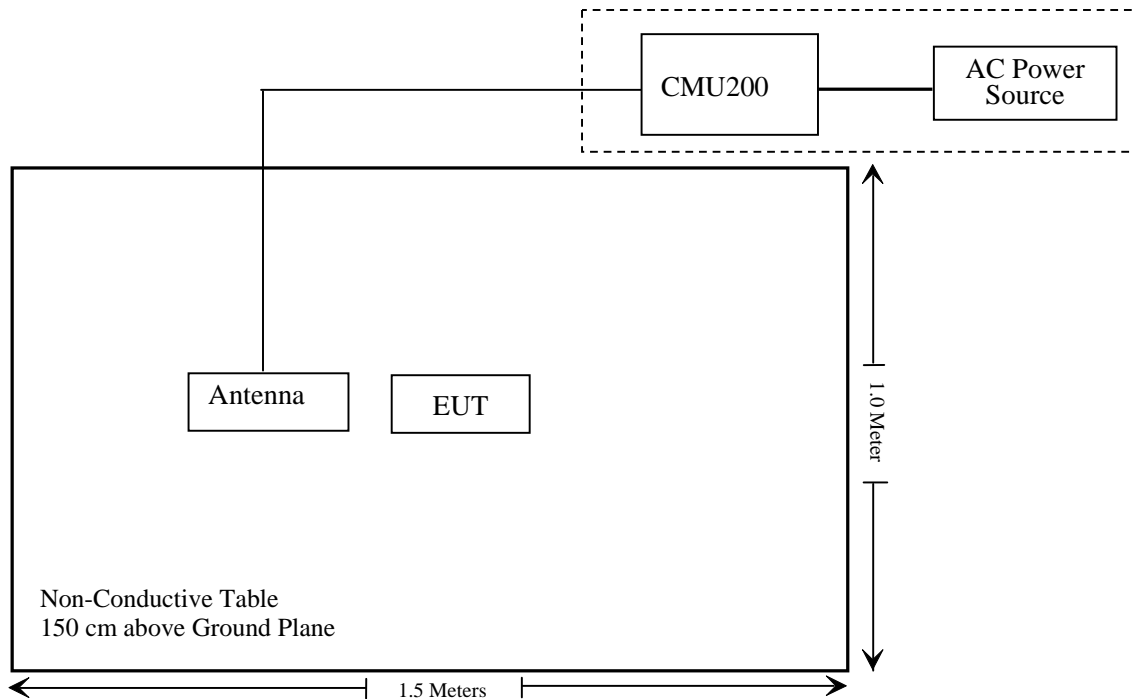 CMU200
AC Power
Source
Antenna
EUT
1.0 Meter
Non-Conductive Table
150 cm above Ground Plane
1.5 Meters